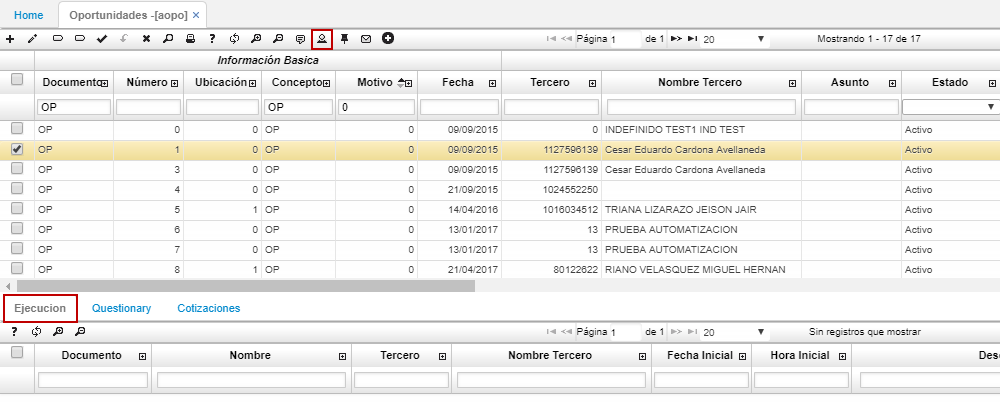 Home Oportunidades -[aopo]
Página 1 de 1 20 Mostrando 1 - 17 de 17
Información Basica
Documento Número Ubicación Concepto Motivo Fecha Tercero Nombre Tercero Asunto Estado
OP OP 0
OP 0 0 OP 0 09/09/2015 0 INDEFINIDO TEST1 IND TEST Activo
OP 1 0 OP 0 09/09/2015 1127596139 Cesar Eduardo Cardona Avellaneda Activo
OP 3 0 OP 0 09/09/2015 1127596139 Cesar Eduardo Cardona Avellaneda Activo
OP 4 0 OP 0 21/09/2015 1024552250 Activo
OP 5 1 OP 0 14/04/2016 1016034512 TRIANA LIZARAZO JEISON JAIR Activo
OP 6 0 OP 0 13/01/2017 13 PRUEBA AUTOMATIZACION Activo
OP 7 0 OP 0 13/01/2017 13 PRUEBA AUTOMATIZACION Activo
OP 8 1 OP 0 21/04/2017 80122622 RIANO VELASQUEZ MIGUEL HERNAN Activo
Ejecucion Questionary Cotizaciones
Página 1 de 1 20 Sin registros que mostrar
Documento Nombre Tercero Nombre Tercero Fecha Inicial Hora Inicial Desc